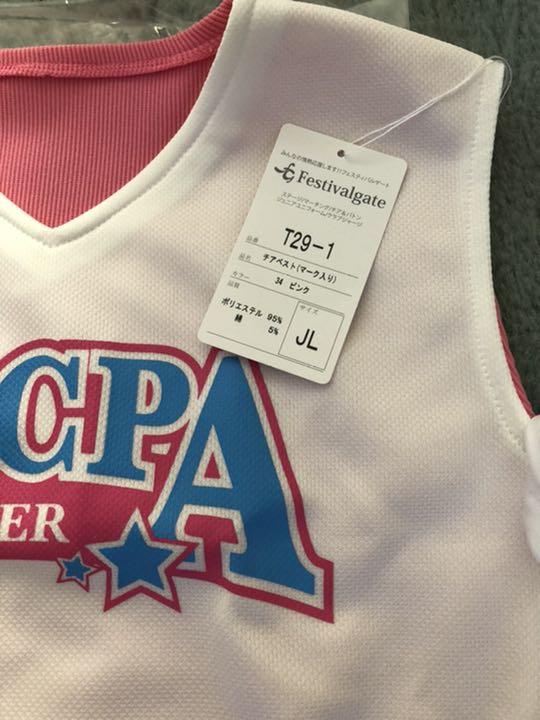 みんなの情熱応援します!!フェスティバルゲート
Festivalgate
ステージ/マーチング/チア&バトン
ジュニアユニフォーム/クラブジャージ
品番 T29-1
品名 チアベスト(マーク入り)
カラー 34 ピンク
品質
ポリエステル 95%
綿 5%
サイズ
JL
CPA
ER